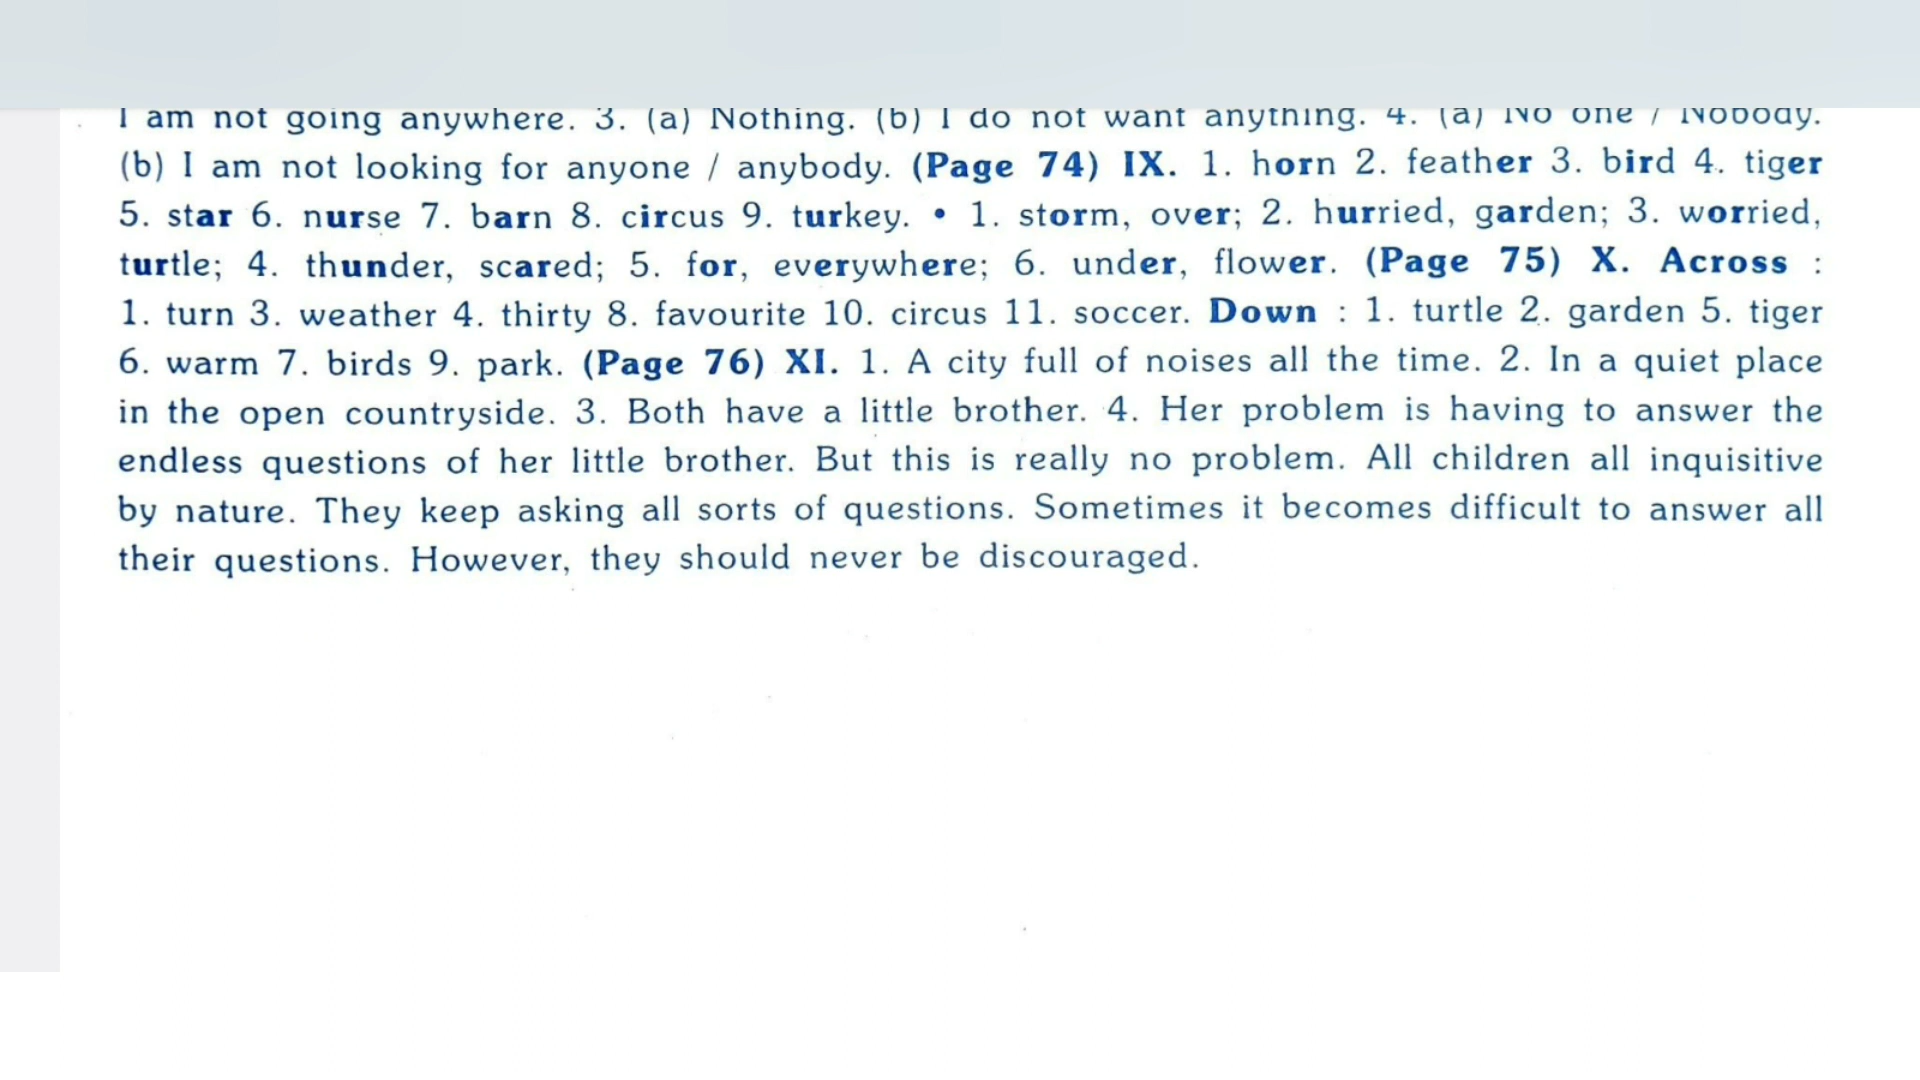 I am not going anywhere. 3. (a) Nothing. (b) I do not want anything. 4. (a) No one / Nobody.
(b) I am not looking for anyone / anybody. (Page 74) IX. 1. horn 2. feather 3. bird 4. tiger
5. star 6. nurse 7. barn 8. circus 9. turkey. • 1. storm, over; 2. hurried, garden; 3. worried,
turtle; 4. thunder, scared; 5. for, everywhere; 6. under, flower. (Page 75) X. Across :
1. turn 3. weather 4. thirty 8. favourite 10. circus 11. soccer. Down : 1. turtle 2. garden 5. tiger
6. warm 7. birds 9. park. (Page 76) XI. 1. A city full of noises all the time. 2. In a quiet place
in the open countryside. 3. Both have a little brother. 4. Her problem is having to answer the
endless questions of her little brother. But this is really no problem. All children all inquisitive
by nature. They keep asking all sorts of questions. Sometimes it becomes difficult to answer all
their questions. However, they should never be discouraged.